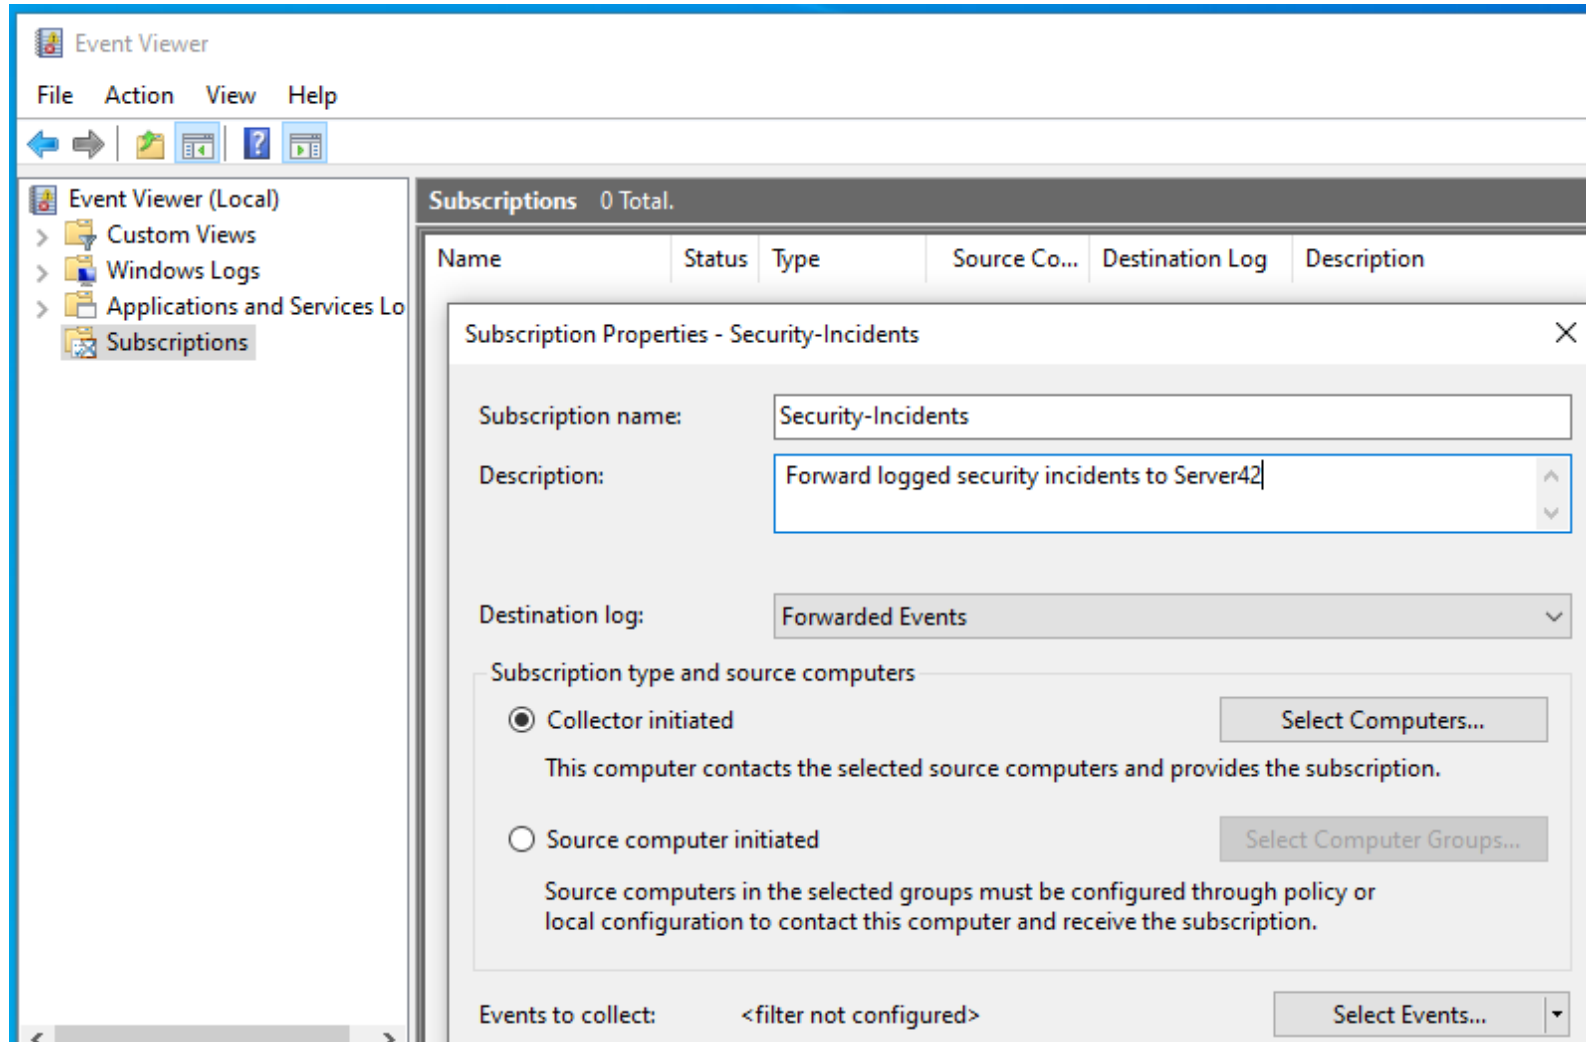 Event Viewer
File Action View Help
Event Viewer (Local)
Custom Views
Windows Logs
Applications and Services Lo
Subscriptions
Subscriptions 0 Total.
Name Status Type Source Co... Destination Log Description
Subscription Properties - Security-Incidents
Subscription name: Security-Incidents
Description: Forward logged security incidents to Server42
Destination log: Forwarded Events
Subscription type and source computers
Collector initiated Select Computers...
This computer contacts the selected source computers and provides the subscription.
Source computer initiated Select Computer Groups...
Source computers in the selected groups must be configured through policy or
local configuration to contact this computer and receive the subscription.
Events to collect: <filter not configured> Select Events...